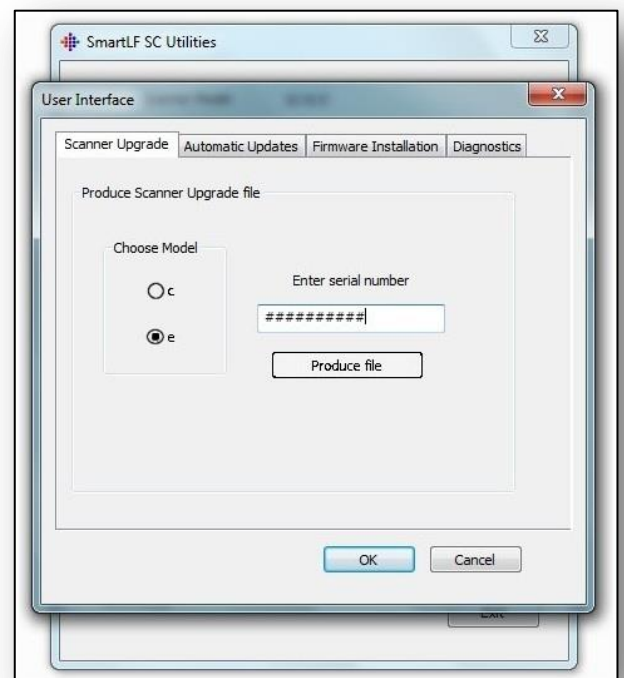 SmartLF SC Utilities
User Interface
Scanner Upgrade Automatic Updates Firmware Installation Diagnostics
Produce Scanner Upgrade file
Choose Model
c
Enter serial number
##########
e
Produce file
OK Cancel